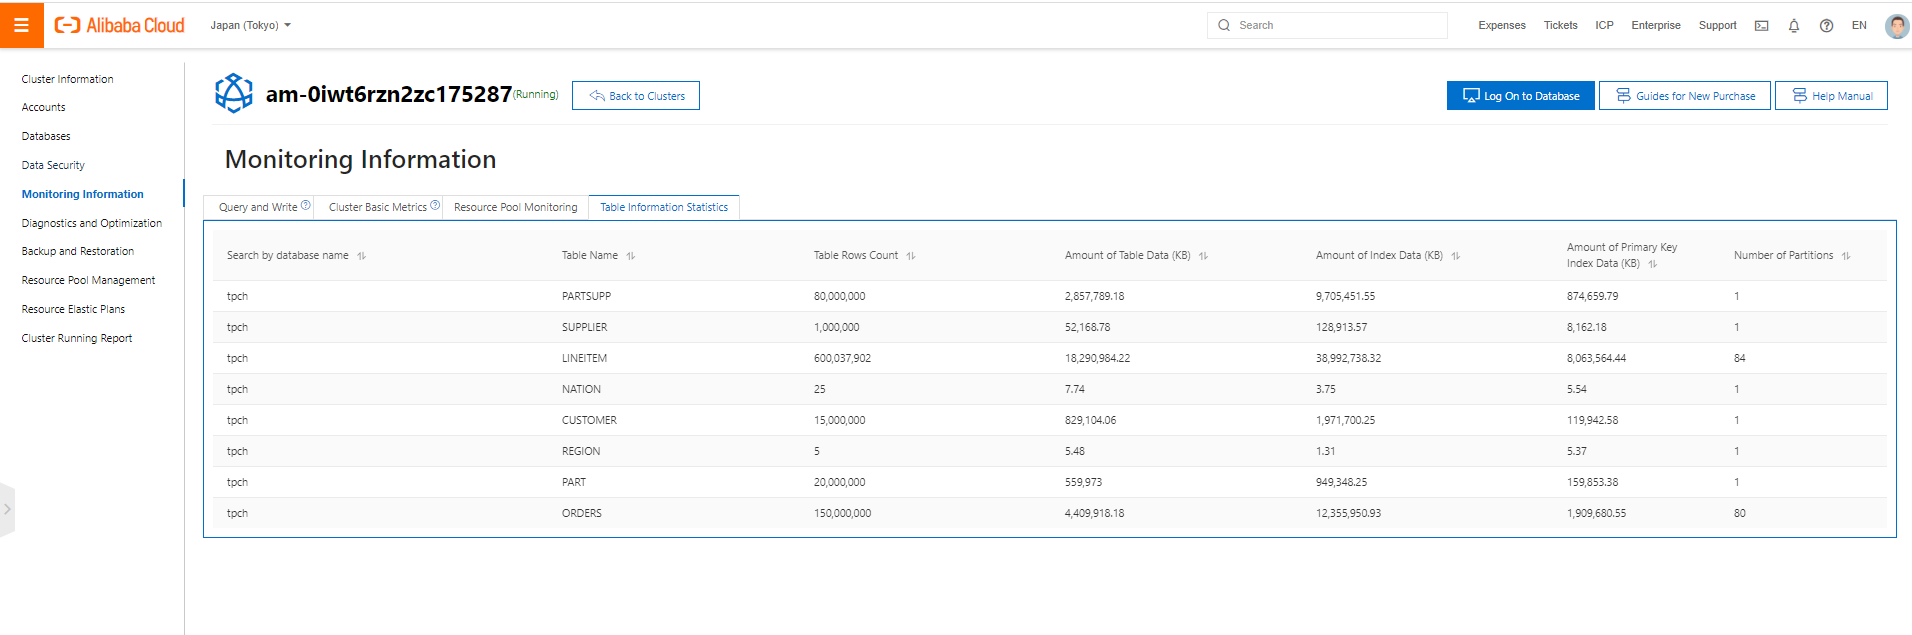 Alibaba Cloud
Japan (Tokyo)
Search
Expenses
Tickets
ICP
Enterprise
Support
EN
Cluster Information
Accounts
Databases
Data Security
Monitoring Information
Diagnostics and Optimization
Backup and Restoration
Resource Pool Management
Resource Elastic Plans
Cluster Running Report
am-0iwt6rzn2zc175287(Running)
Back to Clusters
Log On to Database
Guides for New Purchase
Help Manual
Monitoring Information
Query and Write
Cluster Basic Metrics
Resource Pool Monitoring
Table Information Statistics
Search by database name Table Name Table Rows Count Amount of Table Data (KB) Amount of Index Data (KB) Amount of Primary Key Number of Partitions
Index Data (KB)
tpch PARTSUPP 80,000,000 2,857,789.18 9,705,451.55 874,659.79 1
tpch SUPPLIER 1,000,000 52,168.78 128,913.57 8,162.18 1
tpch LINEITEM 600,037,902 18,290,984.22 38,992,738.32 8,063,564.44 84
tpch NATION 25 7.74 3.75 5.54 1
tpch CUSTOMER 15,000,000 829,104.06 1,971,700.25 119,942.58 1
tpch REGION 5 5.48 1.31 5.37 1
tpch PART 20,000,000 559,973 949,348.25 159,853.38 1
tpch ORDERS 150,000,000 4,409,918.18 12,355,950.93 1,909,680.55 80